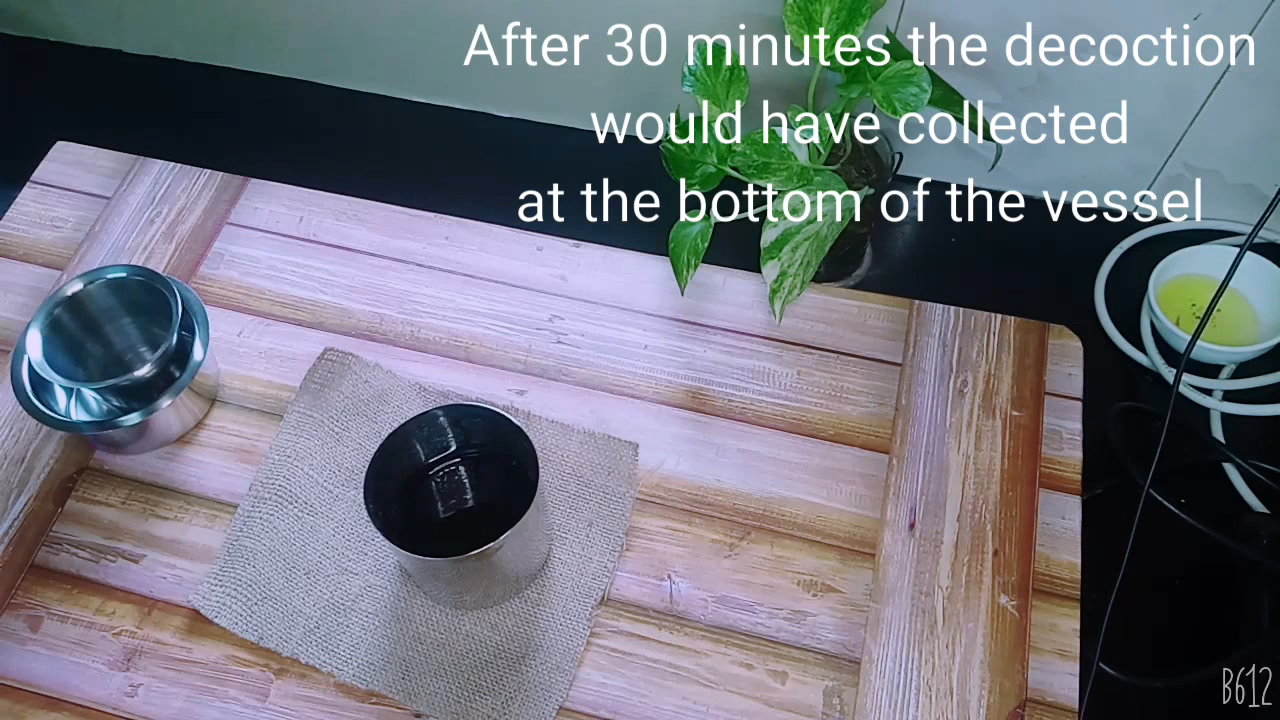 After 30 minutes the decoction
would have collected
at the bottom of the vessel
B612